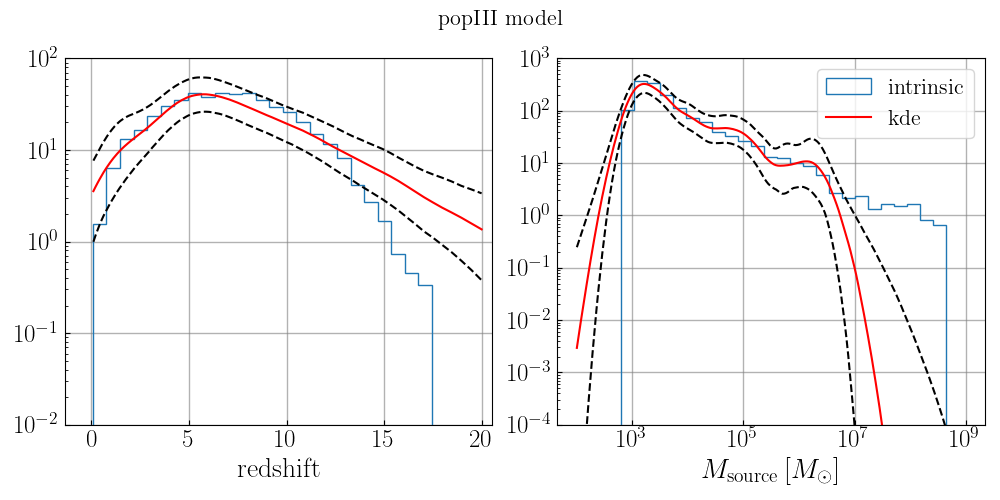 popIII model
10^2
10^1
10^0
10^{-1}
10^{-2}
0 5 10 15 20
redshift
10^3
10^2
10^1
10^0
10^{-1}
10^{-2}
10^{-3}
10^{-4}
10^3 10^5 10^7 10^9
M_{source} [M_⊙]
intrinsic
kde